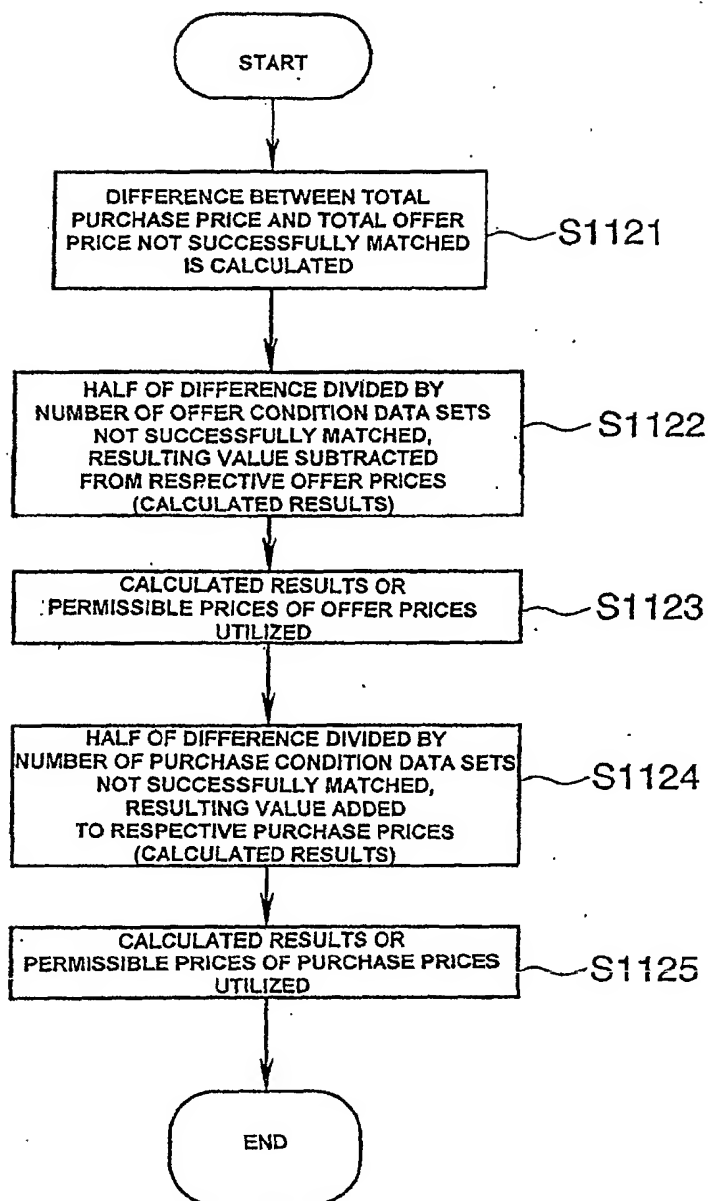 START
DIFFERENCE BETWEEN TOTAL
PURCHASE PRICE AND TOTAL OFFER
PRICE NOT SUCCESSFULLY MATCHED
IS CALCULATED
S1121
HALF OF DIFFERENCE DIVIDED BY
NUMBER OF OFFER CONDITION DATA SETS
NOT SUCCESSFULLY MATCHED,
RESULTING VALUE SUBTRACTED
FROM RESPECTIVE OFFER PRICES
(CALCULATED RESULTS)
S1122
CALCULATED RESULTS OR
PERMISSIBLE PRICES OF OFFER PRICES
UTILIZED
S1123
HALF OF DIFFERENCE DIVIDED BY
NUMBER OF PURCHASE CONDITION DATA SETS
NOT SUCCESSFULLY MATCHED,
RESULTING VALUE ADDED
TO RESPECTIVE PURCHASE PRICES
(CALCULATED RESULTS)
S1124
CALCULATED RESULTS OR
PERMISSIBLE PRICES OF PURCHASE PRICES
UTILIZED
S1125
END